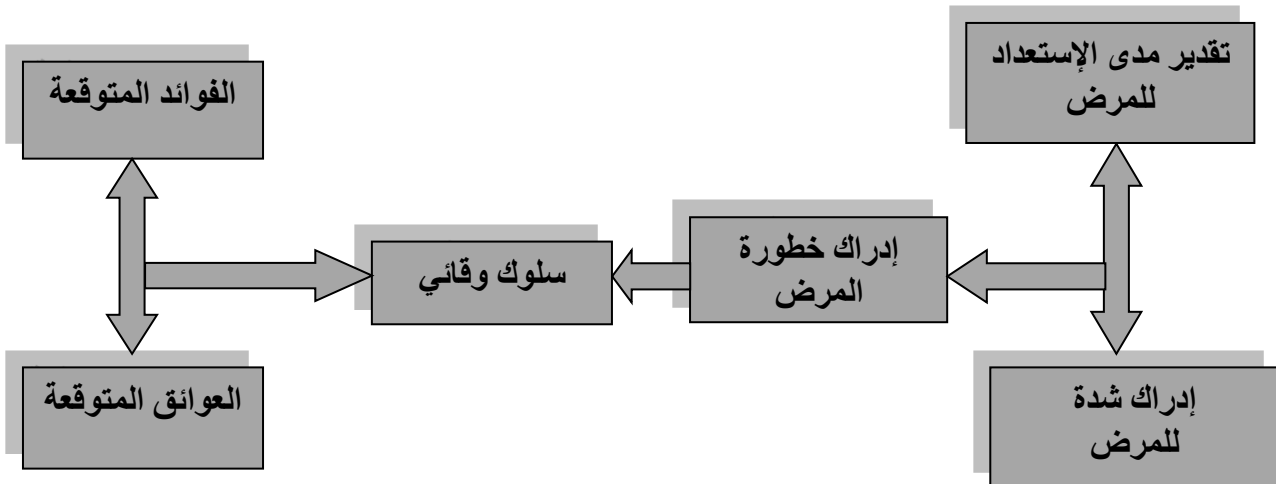 تقدير مدى الإستعداد
للمرض
الفوائد المتوقعة
إدراك خطورة
المرض
سلوك وقائي
إدراك شدة
للمرض
العوائق المتوقعة